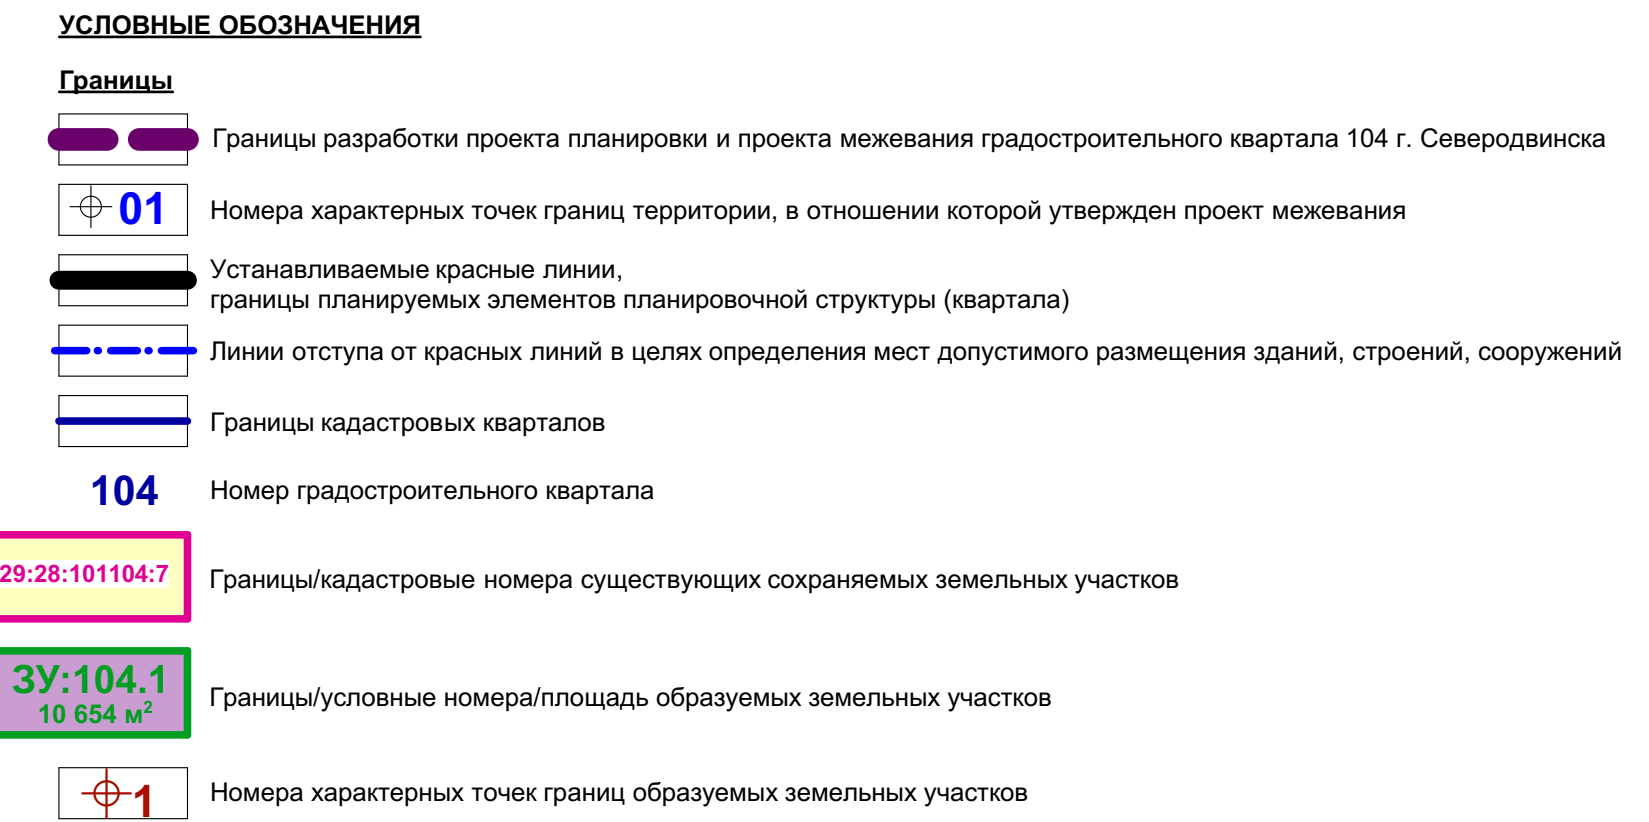 УСЛОВНЫЕ ОБОЗНАЧЕНИЯ
Границы
Границы разработки проекта планировки и проекта межевания градостроительного квартала 104 г. Северодвинска
01 Номера характерных точек границ территории, в отношении которой утвержден проект межевания
Устанавливаемые красные линии,
границы планируемых элементов планировочной структуры (квартала)
Линии отступа от красных линий в целях определения мест допустимого размещения зданий, строений, сооружений
Границы кадастровых кварталов
104 Номер градостроительного квартала
29:28:101104:7 Границы/кадастровые номера существующих сохраняемых земельных участков
ЗУ:104.1
10 654 м²
Границы/условные номера/площадь образуемых земельных участков
1 Номера характерных точек границ образуемых земельных участков